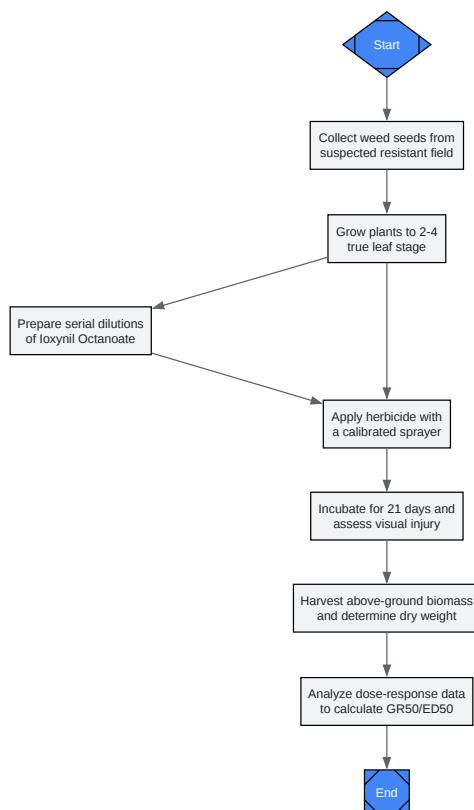 Start
Collect weed seeds from
suspected resistant field
Grow plants to 2-4
true leaf stage
Prepare serial dilutions
of Ioxynil Octanoate
Apply herbicide with
a calibrated sprayer
Incubate for 21 days and
assess visual injury
Harvest above-ground biomass
and determine dry weight
Analyze dose-response data
to calculate GR50/ED50
End